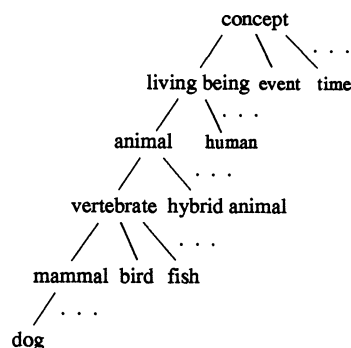 concept
. . .
living being event time
. . .
animal human
. . .
vertebrate hybrid animal
. . .
mammal bird fish
. . .
dog